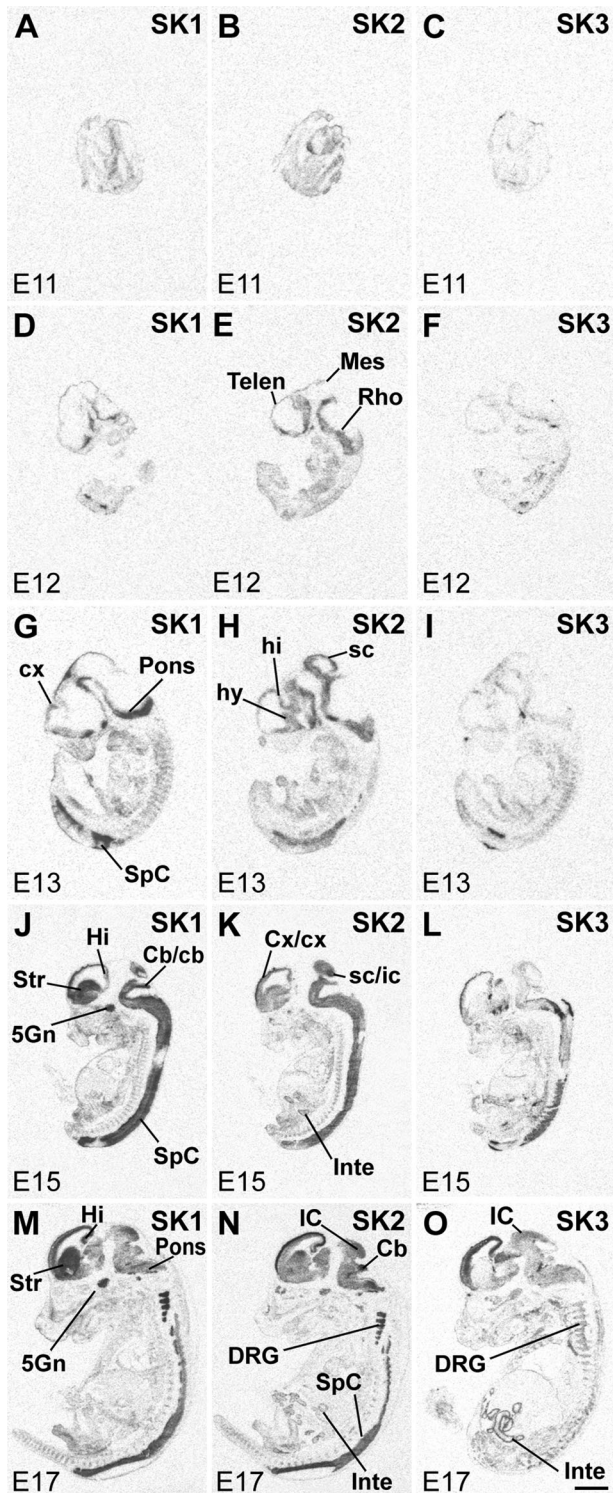 A SK1
B SK2
C SK3
E11
E11
E11
D SK1
E SK2
F SK3
Mes
Telen
Rho
E12
E12
E12
G SK1
H SK2
I SK3
cx
Pons
hi
sc
hy
SpC
E13
E13
E13
J SK1
K SK2
L SK3
Hi
Cb/cb
Str
5Gn
Cx/cx
sc/ic
SpC
Inte
E15
E15
E15
M SK1
N SK2
O SK3
Hi
Pons
Str
5Gn
IC
Cb
IC
DRG
DRG
SpC
Inte
Inte
E17
E17
E17